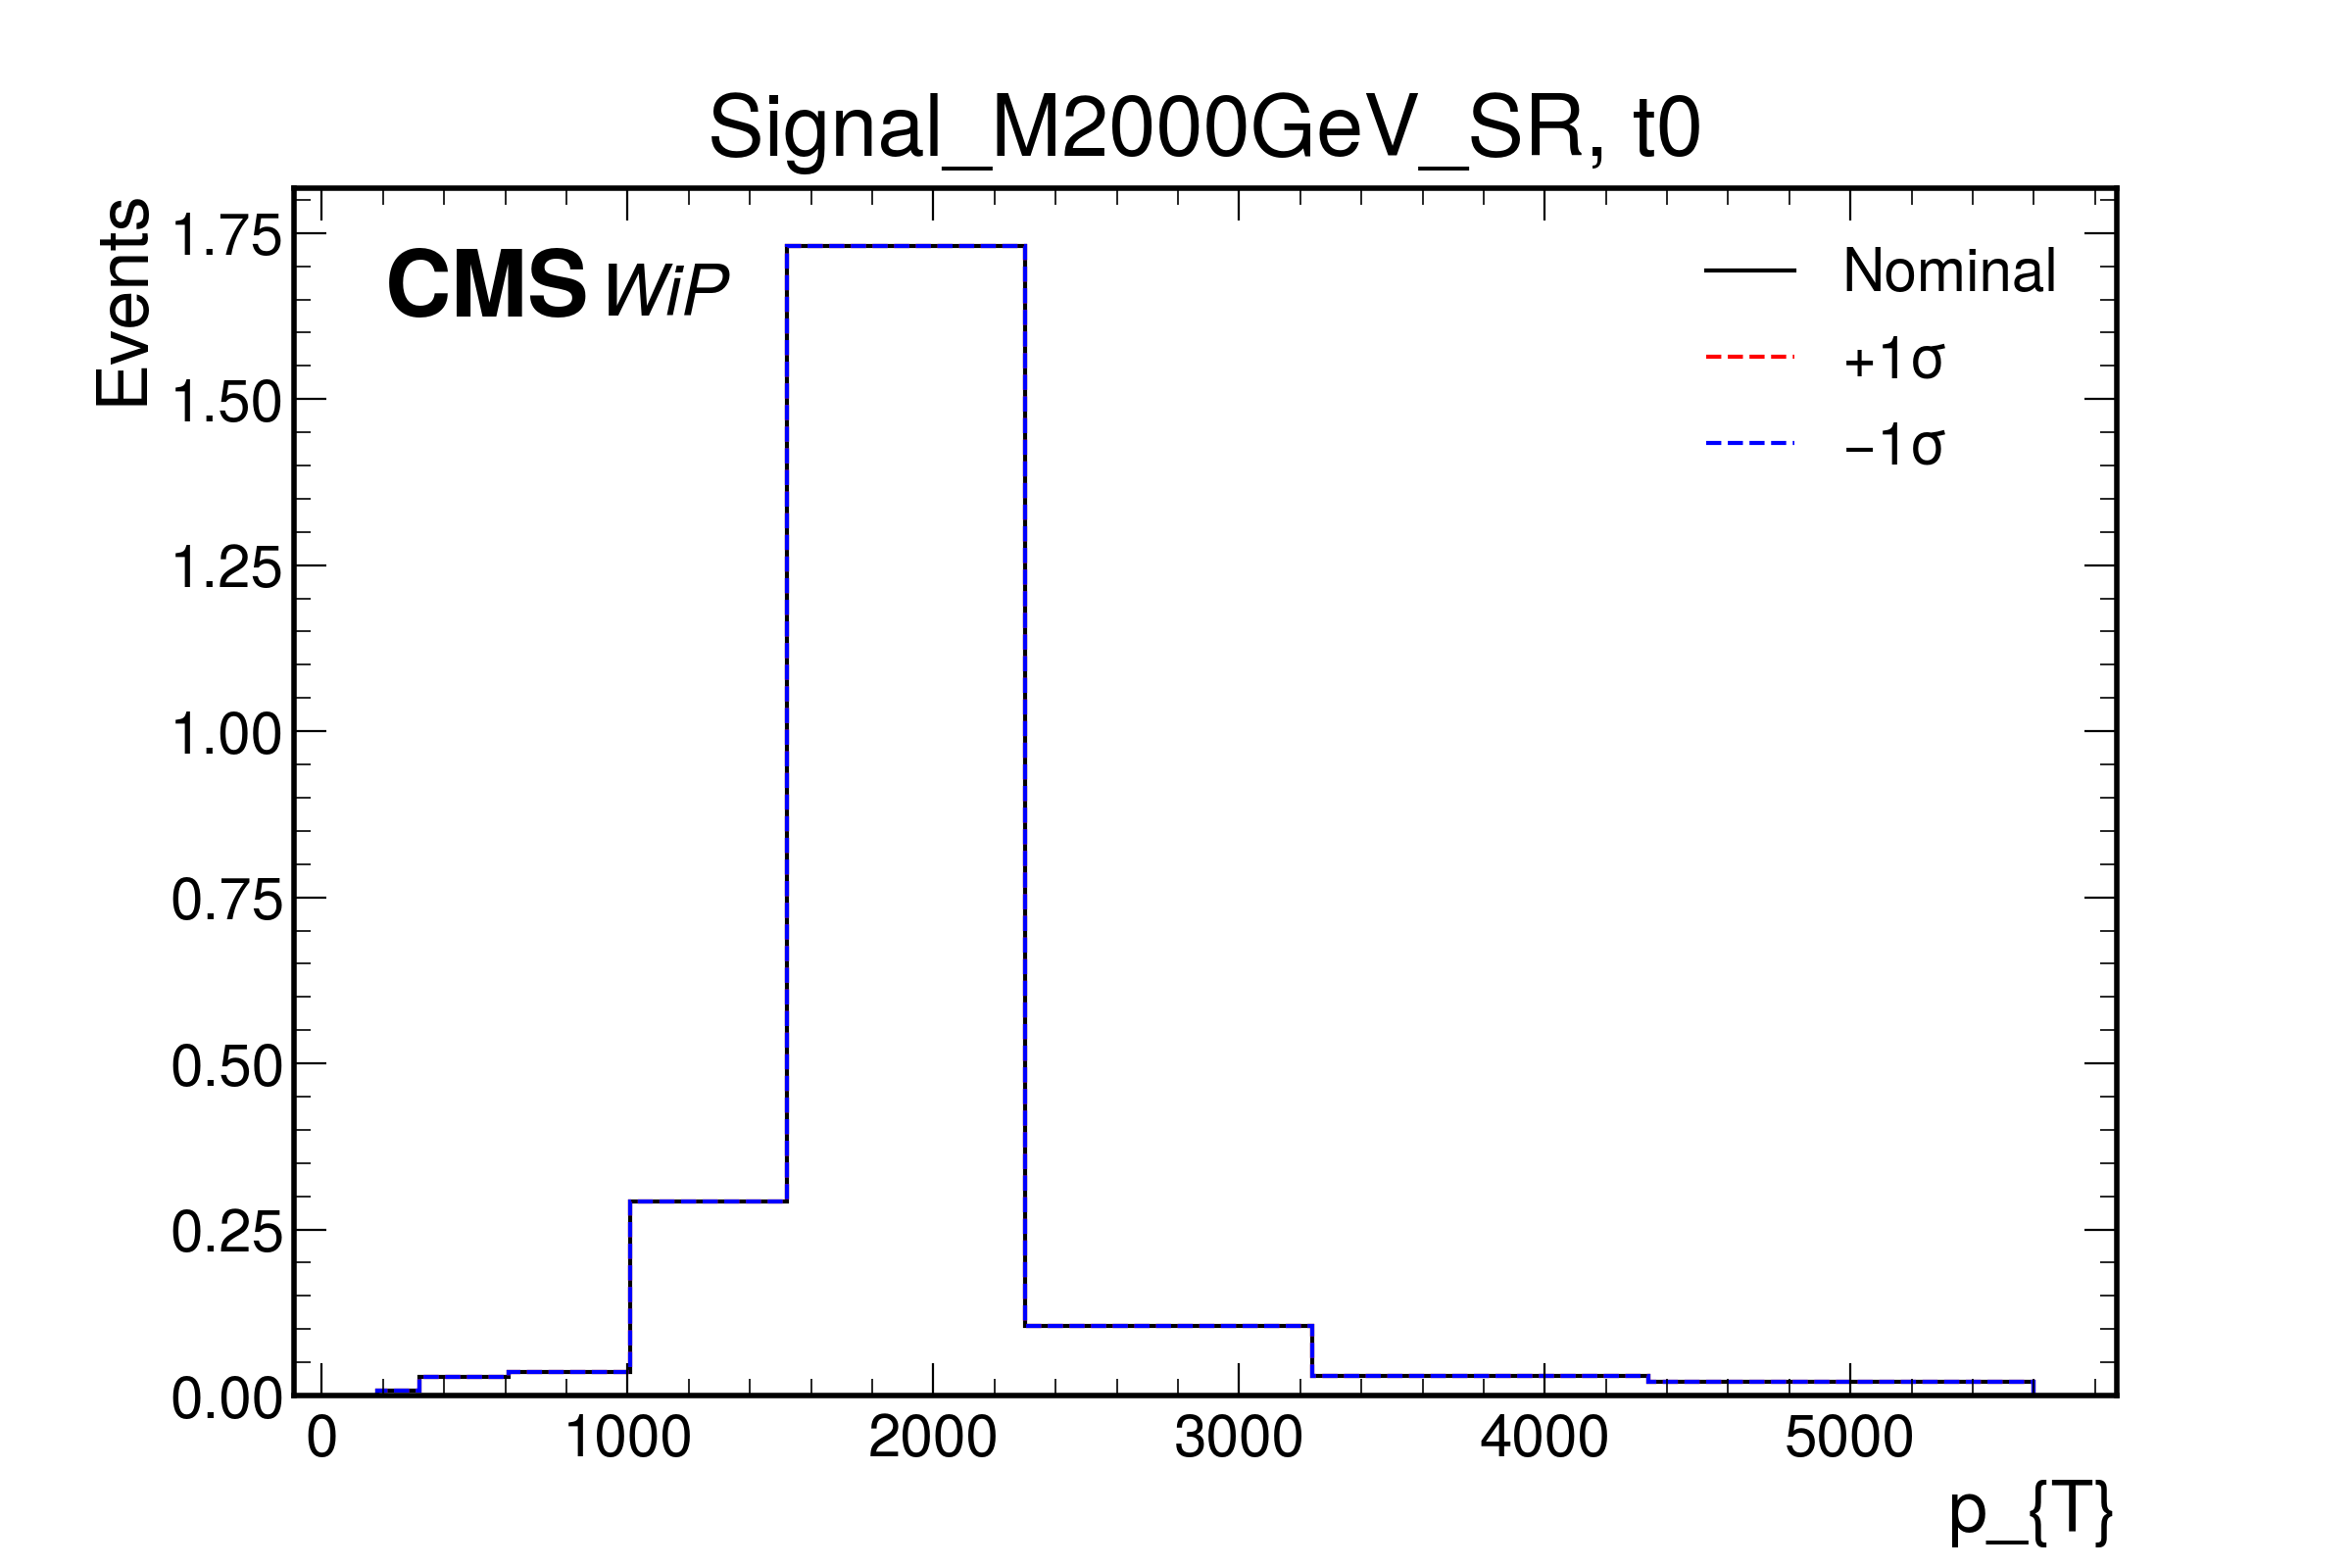 Signal_M2000GeV_SR, t0
Events
CMS WiP
Nominal
+1σ
−1σ
1.75
1.50
1.25
1.00
0.75
0.50
0.25
0.00
0 1000 2000 3000 4000 5000
p_{T}